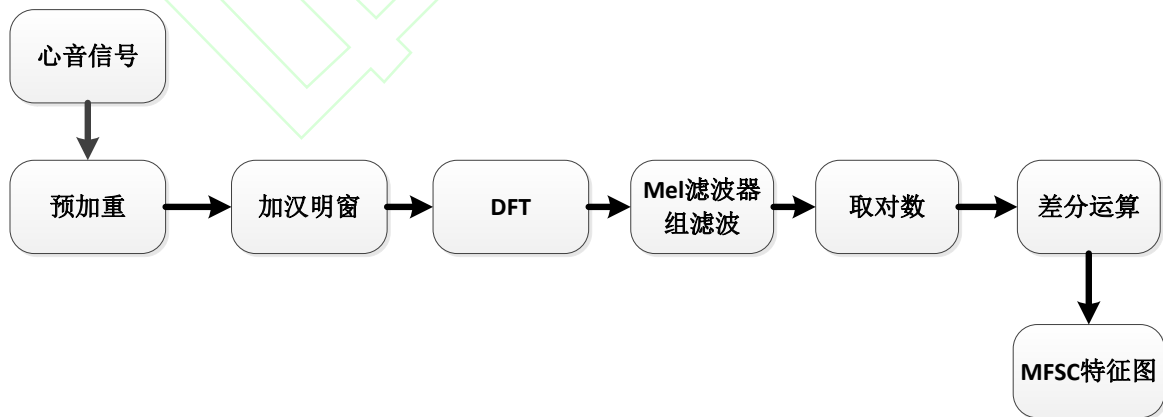 心音信号
预加重
加汉明窗
DFT
Mel滤波器
组滤波
取对数
差分运算
MFSC特征图